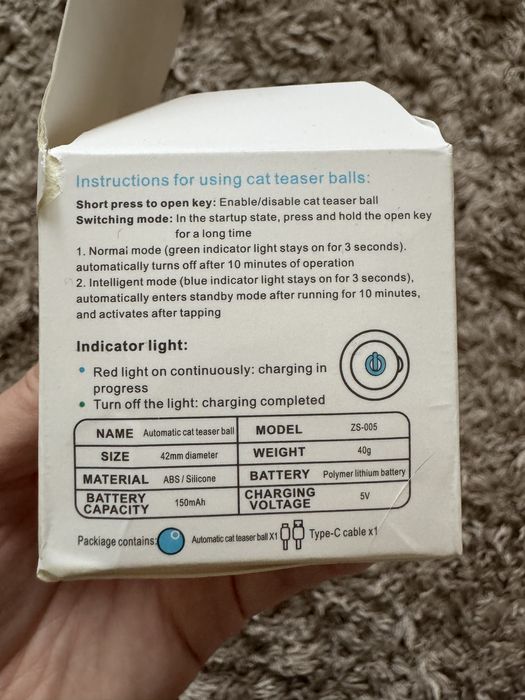 Instructions for using cat teaser balls:
Short press to open key: Enable/disable cat teaser ball
Switching mode: In the startup state, press and hold the open key
for a long time
1. Normal mode (green indicator light stays on for 3 seconds).
automatically turns off after 10 minutes of operation
2. Intelligent mode (blue indicator light stays on for 3 seconds),
automatically enters standby mode after running for 10 minutes,
and activates after tapping
Indicator light:
• Red light on continuously: charging in
progress
• Turn off the light: charging completed
NAME Automatic cat teaser ball MODEL ZS-005
SIZE 42mm diameter WEIGHT 40g
MATERIAL ABS / Silicone BATTERY Polymer lithium battery
BATTERY CAPACITY 150mAh CHARGING VOLTAGE 5V
Packiage contains: Automatic cat teaser ball X1 Type-C cable x1